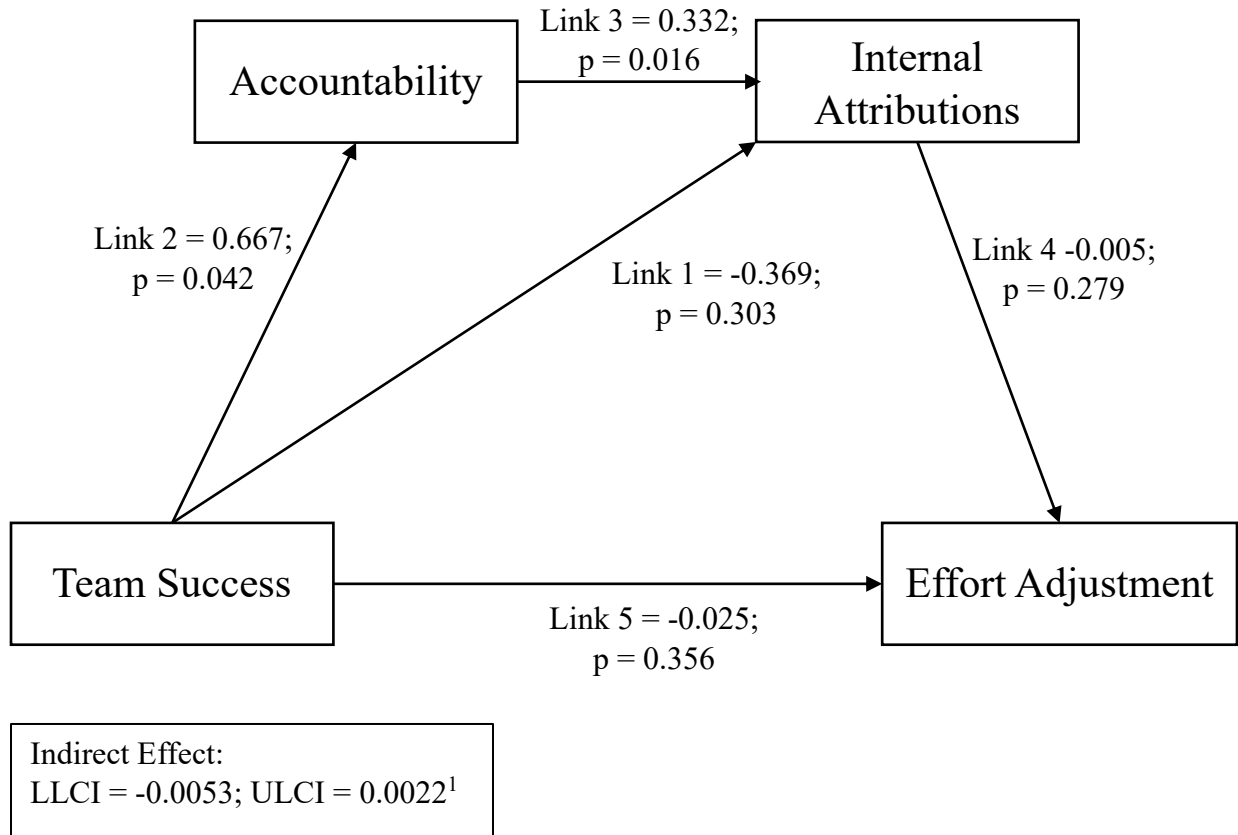 Link 3 = 0.332;
p = 0.016
Accountability
Internal
Attributions
Link 2 = 0.667;
p = 0.042
Link 1 = -0.369;
p = 0.303
Link 4 -0.005;
p = 0.279
Team Success
Effort Adjustment
Link 5 = -0.025;
p = 0.356
Indirect Effect:
LLCI = -0.0053; ULCI = 0.0022¹